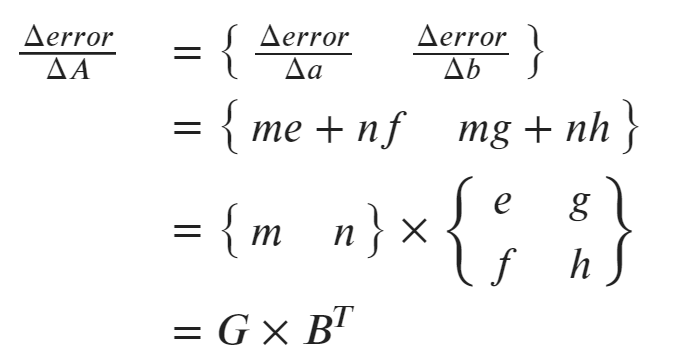 Δerror/ΔA = { Δerror/Δa Δerror/Δb }
= { me + nf mg + nh }
= { m n } × { e g
f h }
= G × B^T